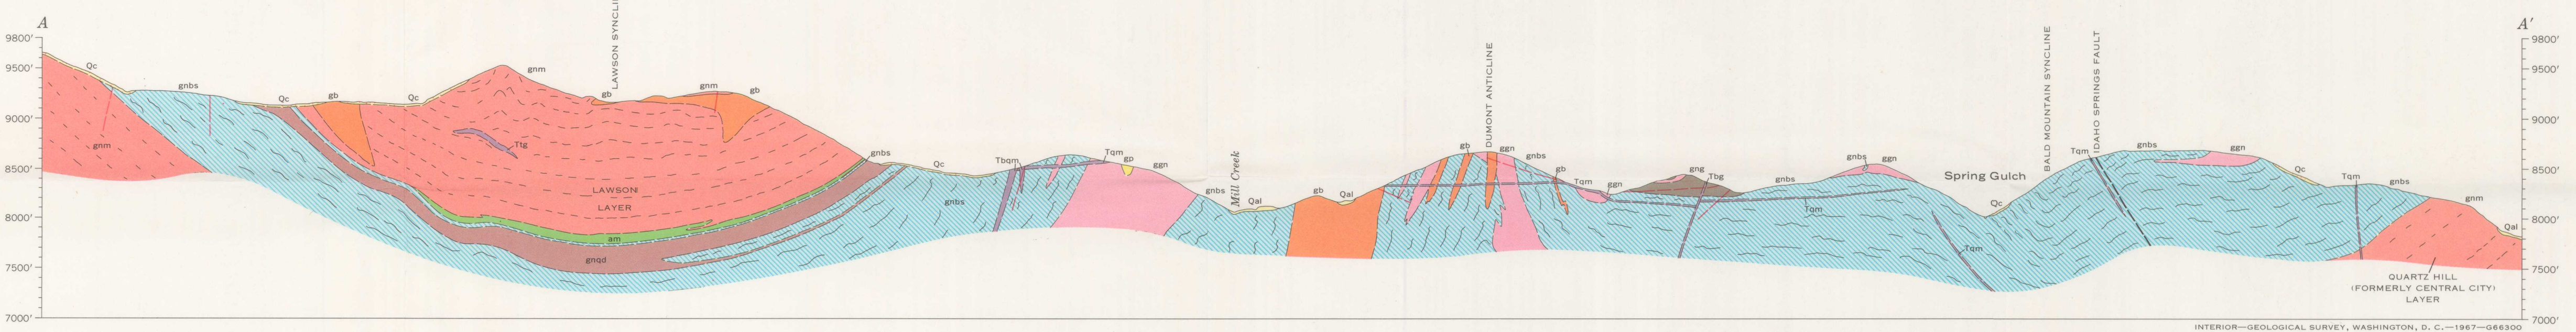 A
A'
9800'
9500'
9000'
8500'
8000'
7500'
7000'
Qc
gnm
gnbs
Qc
gb
Qc
gnm
LAWSON SYNCLI
gb
gnm
gb
Ttg
LAWSON
LAYER
am
gnqd
gnbs
Qc
gnbs
Tbqm
Tqm
gp
ggn
gnbs
Mill Creek
Qal
gb
Qal
gb
DUMONT ANTICLINE
ggn
gnbs
gb
Tqm
ggn
gng
Tbg
gnbs
Tqm
gnbs
ggn
Spring Gulch
Qc
Tqm
BALD MOUNTAIN SYNCLINE
IDAHO SPRINGS FAULT
Tqm
gnbs
ggn
Qc
Tqm
gnbs
gnm
Qal
QUARTZ HILL
(FORMERLY CENTRAL CITY)
LAYER
9800'
9500'
9000'
8500'
8000'
7500'
7000'
INTERIOR—GEOLOGICAL SURVEY, WASHINGTON, D. C.—1967—G66300